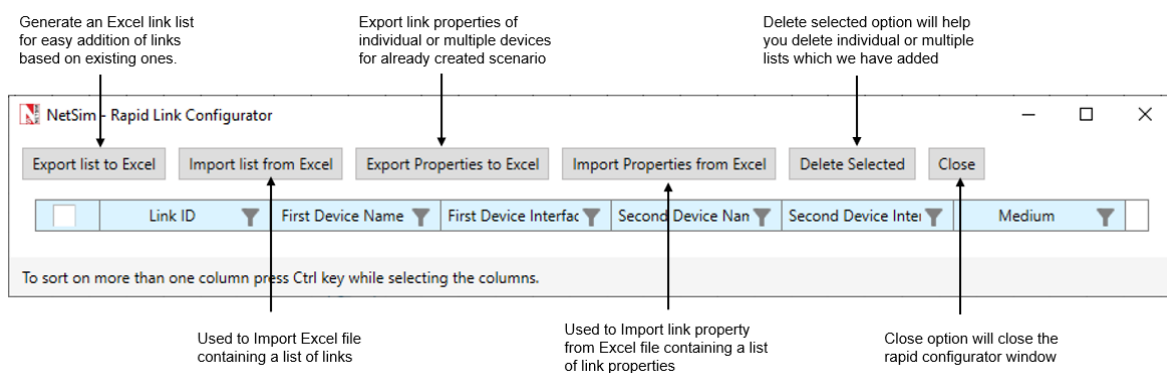 Generate an Excel link list
for easy addition of links
based on existing ones.
Export link properties of
individual or multiple devices
for already created scenario
Delete selected option will help
you delete individual or multiple
lists which we have added
NetSim - Rapid Link Configurator
Export list to Excel Import list from Excel Export Properties to Excel Import Properties from Excel Delete Selected Close
Link ID First Device Name First Device Interfac Second Device Nan Second Device Inter Medium
To sort on more than one column press Ctrl key while selecting the columns.
Used to Import Excel file
containing a list of links
Used to Import link property
from Excel file containing a list
of link properties
Close option will close the
rapid configurator window